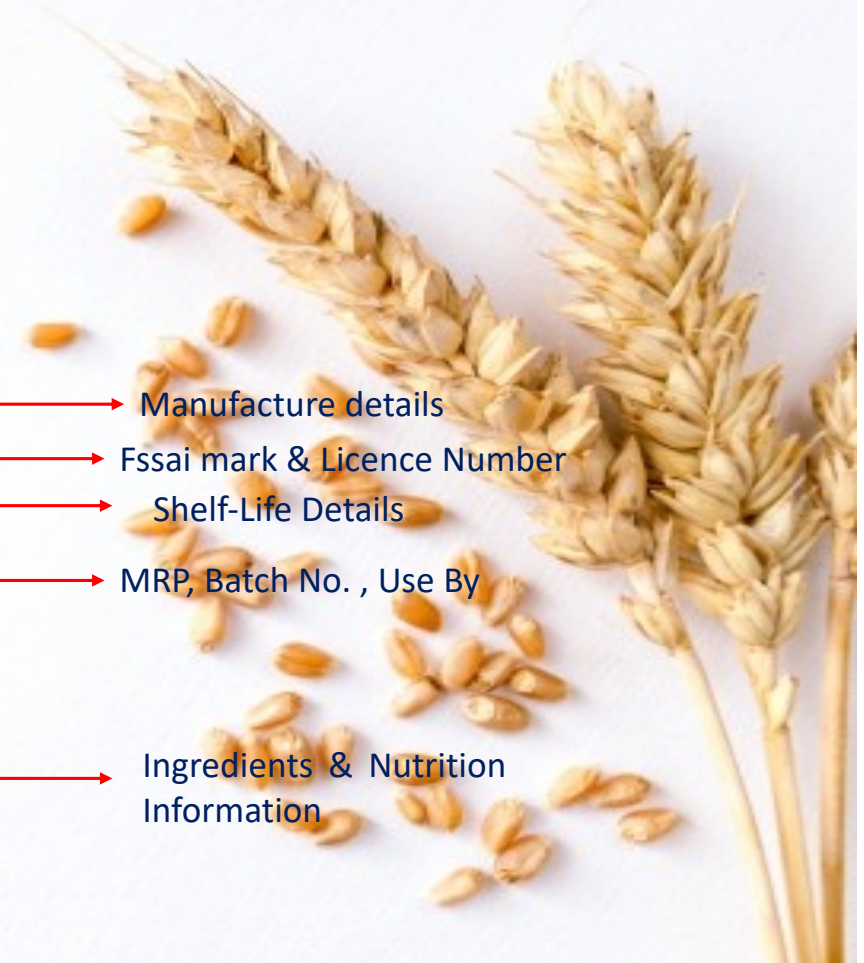 Manufacture details
Fssai mark & Licence Number
Shelf-Life Details
MRP, Batch No. , Use By
Ingredients & Nutrition
Information